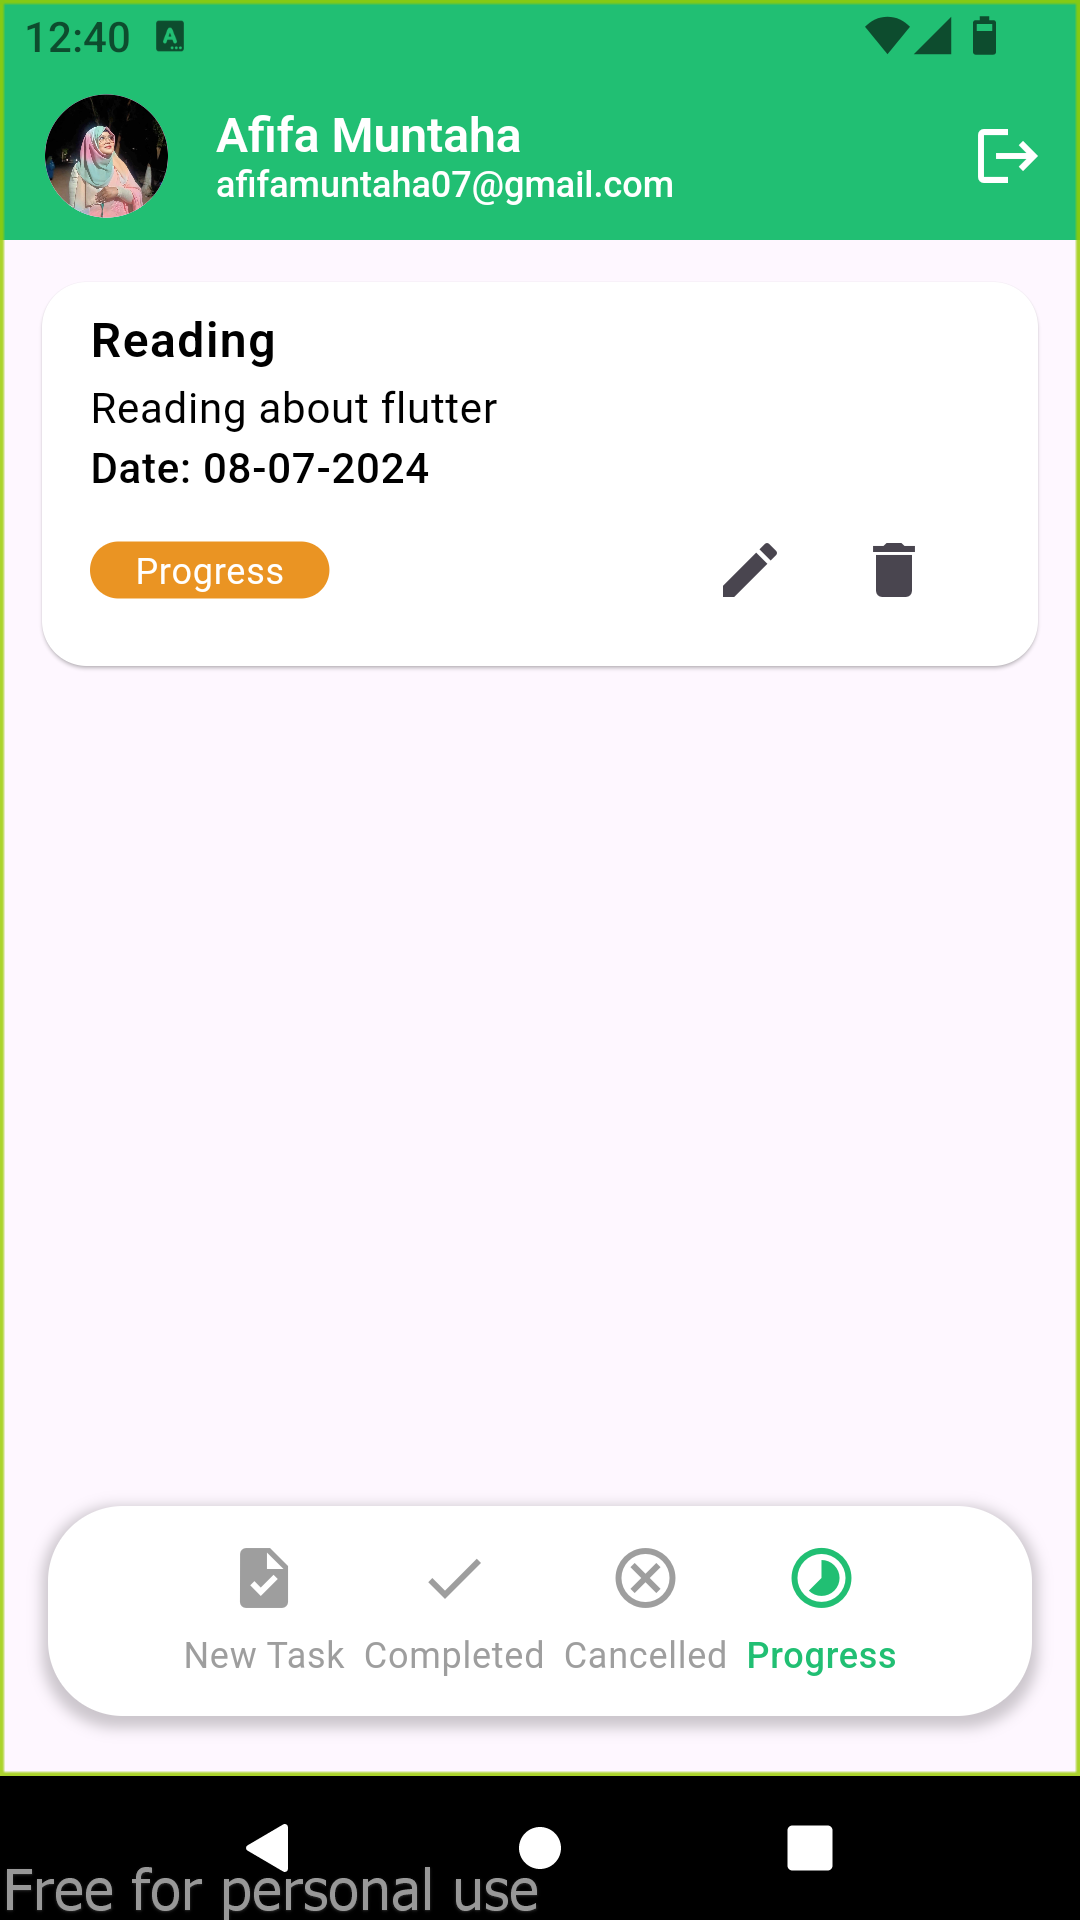 12:40
A
Afifa Muntaha
afifamuntaha07@gmail.com
Reading
Reading about flutter
Date: 08-07-2024
Progress
New Task Completed Cancelled Progress
Free for personal use